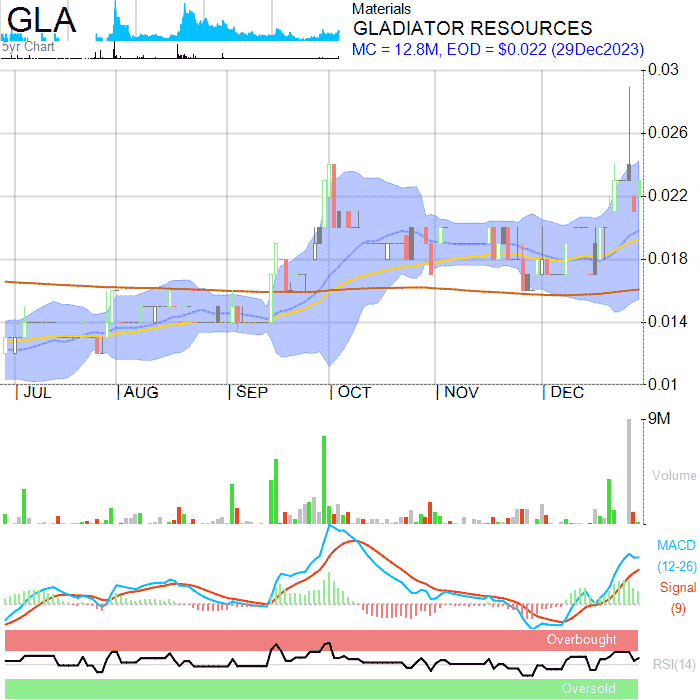 GLA
5yr Chart
Materials
GLADIATOR RESOURCES
MC = 12.8M, EOD = $0.022 (29Dec2023)
0.03
0.026
0.022
0.018
0.014
0.01
JUL AUG SEP OCT NOV DEC
9M
Volume
MACD
(12-26)
Signal
(9)
Overbought
RSI(14)
Oversold